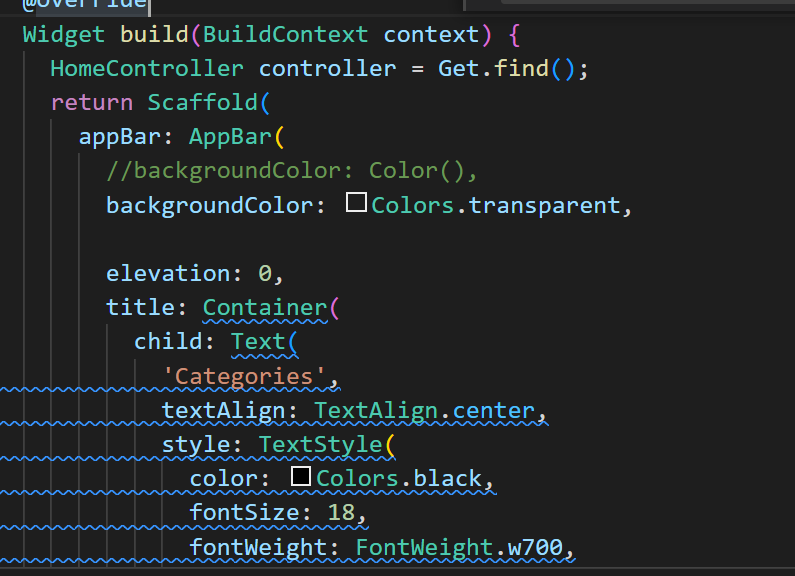 @override
Widget build(BuildContext context) {
HomeController controller = Get.find();
return Scaffold(
appBar: AppBar(
//backgroundColor: Color(),
backgroundColor: Colors.transparent,
elevation: 0,
title: Container(
child: Text(
'Categories',
textAlign: TextAlign.center,
style: TextStyle(
color: Colors.black,
fontSize: 18,
fontWeight: FontWeight.w700,